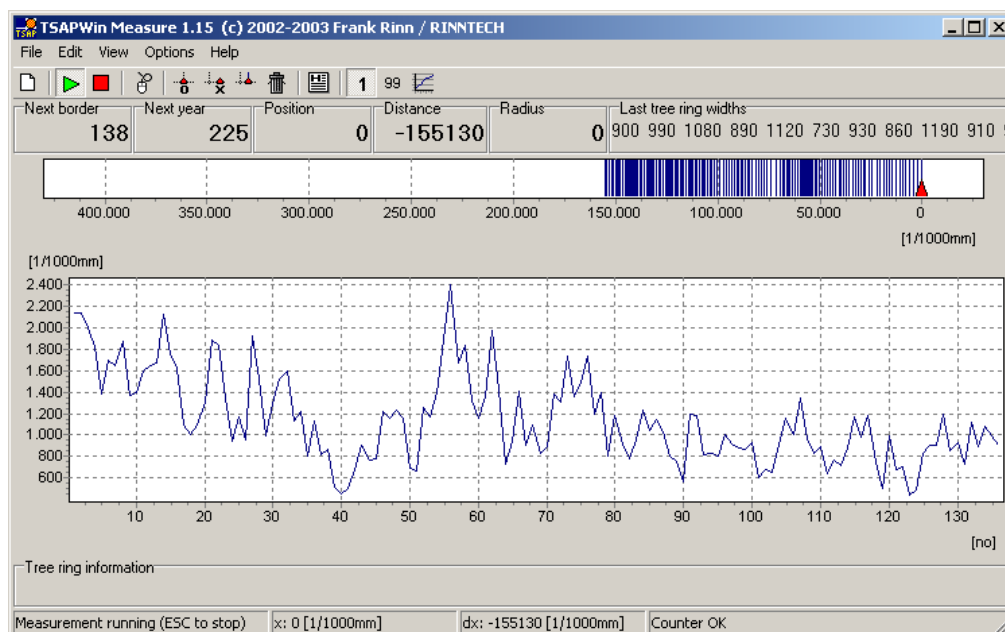 TSAPWin Measure 1.15 (c) 2002-2003 Frank Rinn / RINNTECH
File Edit View Options Help
1 99
Next border Next year Position Distance Radius Last tree ring widths
138 225 0 -155130 0 900 990 1080 890 1120 730 930 860 1190 910
400.000 350.000 300.000 250.000 200.000 150.000 100.000 50.000 0
[1/1000mm]
[1/1000mm]
2.400
2.200
2.000
1.800
1.600
1.400
1.200
1.000
800
600
10 20 30 40 50 60 70 80 90 100 110 120 130
[no]
Tree ring information
Measurement running (ESC to stop) x: 0 [1/1000mm] dx: -155130 [1/1000mm] Counter OK